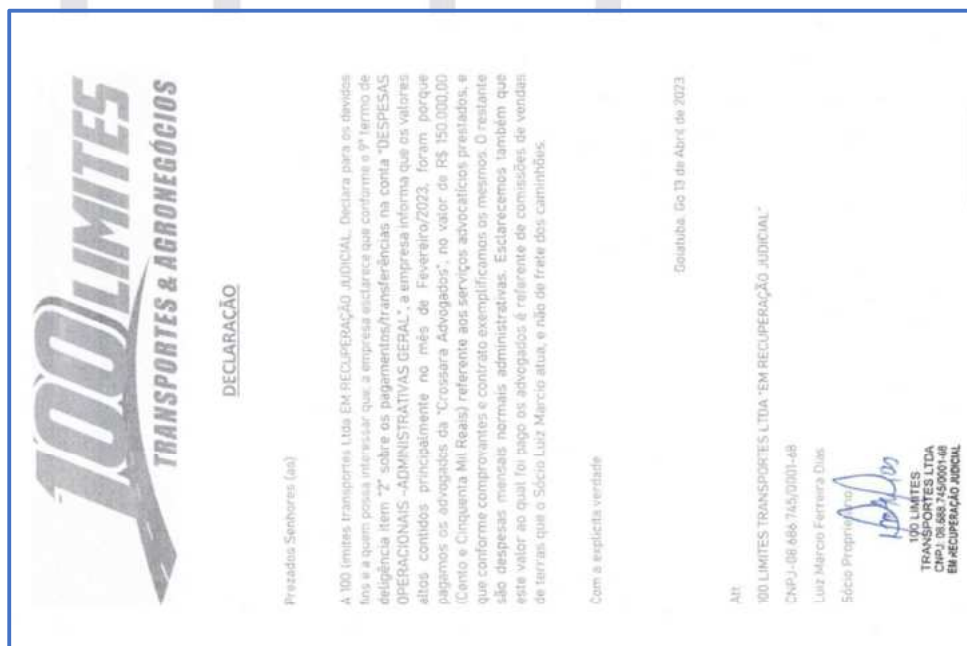 100 LIMITES
TRANSPORTES & AGRONEGÓCIOS
DECLARAÇÃO
Prezados Senhores (as)
A 100 limites transportes Ltda EM RECUPERAÇÃO JUDICIAL, Declara para os devidos
fins e a quem possa interessar que, a empresa esclarece que conforme o 9º termo de
deligência item "2" sobre os pagamentos/transferências na conta "DESPESAS
OPERACIONAIS –ADMINISTRATIVAS GERAL", a empresa informa que os valores
altos contidos principalmente no mês de Fevereiro/2023, foram porque
pagamos os advogados da "Crossara Advogados", no valor de R$ 150.000,00
(Cento e Cinquenta Mil Reais) referente aos serviços advocatícios prestados, e
que conforme comprovantes e contrato exemplificamos os mesmos. O restante
são despesas mensais normais administrativas. Esclarecemos também que
este valor ao qual foi pago os advogados é referente de comissões de vendas
de terras que o Sócio Luiz Marcio atua, e não de frete dos caminhões.
Com a explicita verdade
Goiatuba, Go 13 de Abril de 2023
Att
100 LIMITES TRANSPORTES LTDA "EM RECUPERAÇÃO JUDICIAL"
CNPJ-08.686.745/0001-68
Luiz Marcio Ferreira Dias
Sócio Proprietario
100 LIMITES
TRANSPORTES LTDA
CNPJ: 08.686.745/0001-68
EM RECUPERAÇÃO JUDICIAL